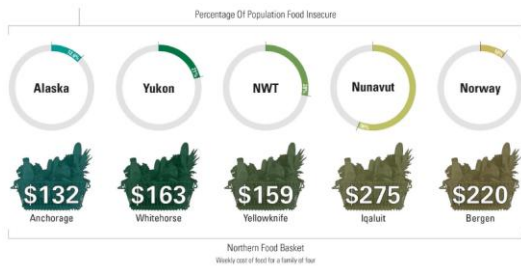 Percentage Of Population Food Insecure
Alaska
Yukon
NWT
Nunavut
Norway
$132
$163
$159
$275
$220
Anchorage
Whitehorse
Yellowknife
Iqaluit
Bergen
Northern Food Basket
Weekly cost of food for a family of four